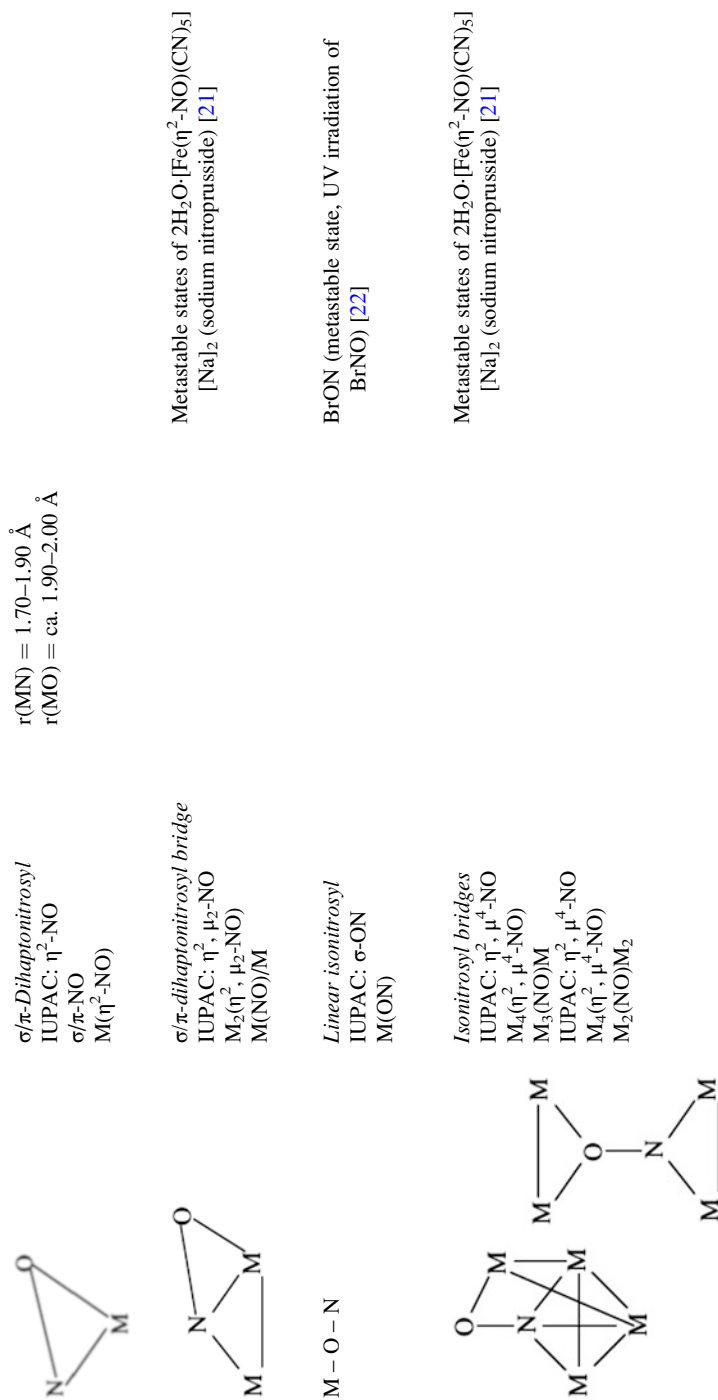 N O
M
σ/π-Dihaptonitrosyl
IUPAC: η²-NO
σ/π-NO
M(η²-NO)
r(MN) = 1.70–1.90 Å
r(MO) = ca. 1.90–2.00 Å
O
N
M M
σ/π-dihaptonitrosyl bridge
IUPAC: η², μ₂-NO
M₂(η², μ₂-NO)
M(NO)/M
Metastable states of 2H₂O·[Fe(η²-NO)(CN)₅]
[Na]₂ (sodium nitroprusside) [21]
M – O – N
Linear isonitrosyl
IUPAC: σ-ON
M(ON)
BrON (metastable state, UV irradiation of
BrNO) [22]
O
M
N
M M
M
M M
O
N
M M
Isonitrosyl bridges
IUPAC: η², μ⁴-NO
M₄(η², μ⁴-NO)
M₃(NO)M
IUPAC: η², μ⁴-NO
M₄(η², μ⁴-NO)
M₂(NO)M₂
Metastable states of 2H₂O·[Fe(η²-NO)(CN)₅]
[Na]₂ (sodium nitroprusside) [21]